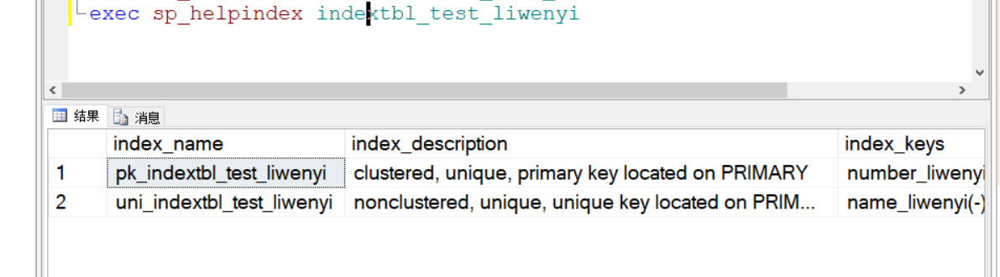 exec sp_helpindex indextbl_test_liwenyi
结果 消息
index_name index_description index_keys
1 pk_indextbl_test_liwenyi clustered, unique, primary key located on PRIMARY number_liwenyi
2 uni_indextbl_test_liwenyi nonclustered, unique, unique key located on PRIM... name_liwenyi(-)